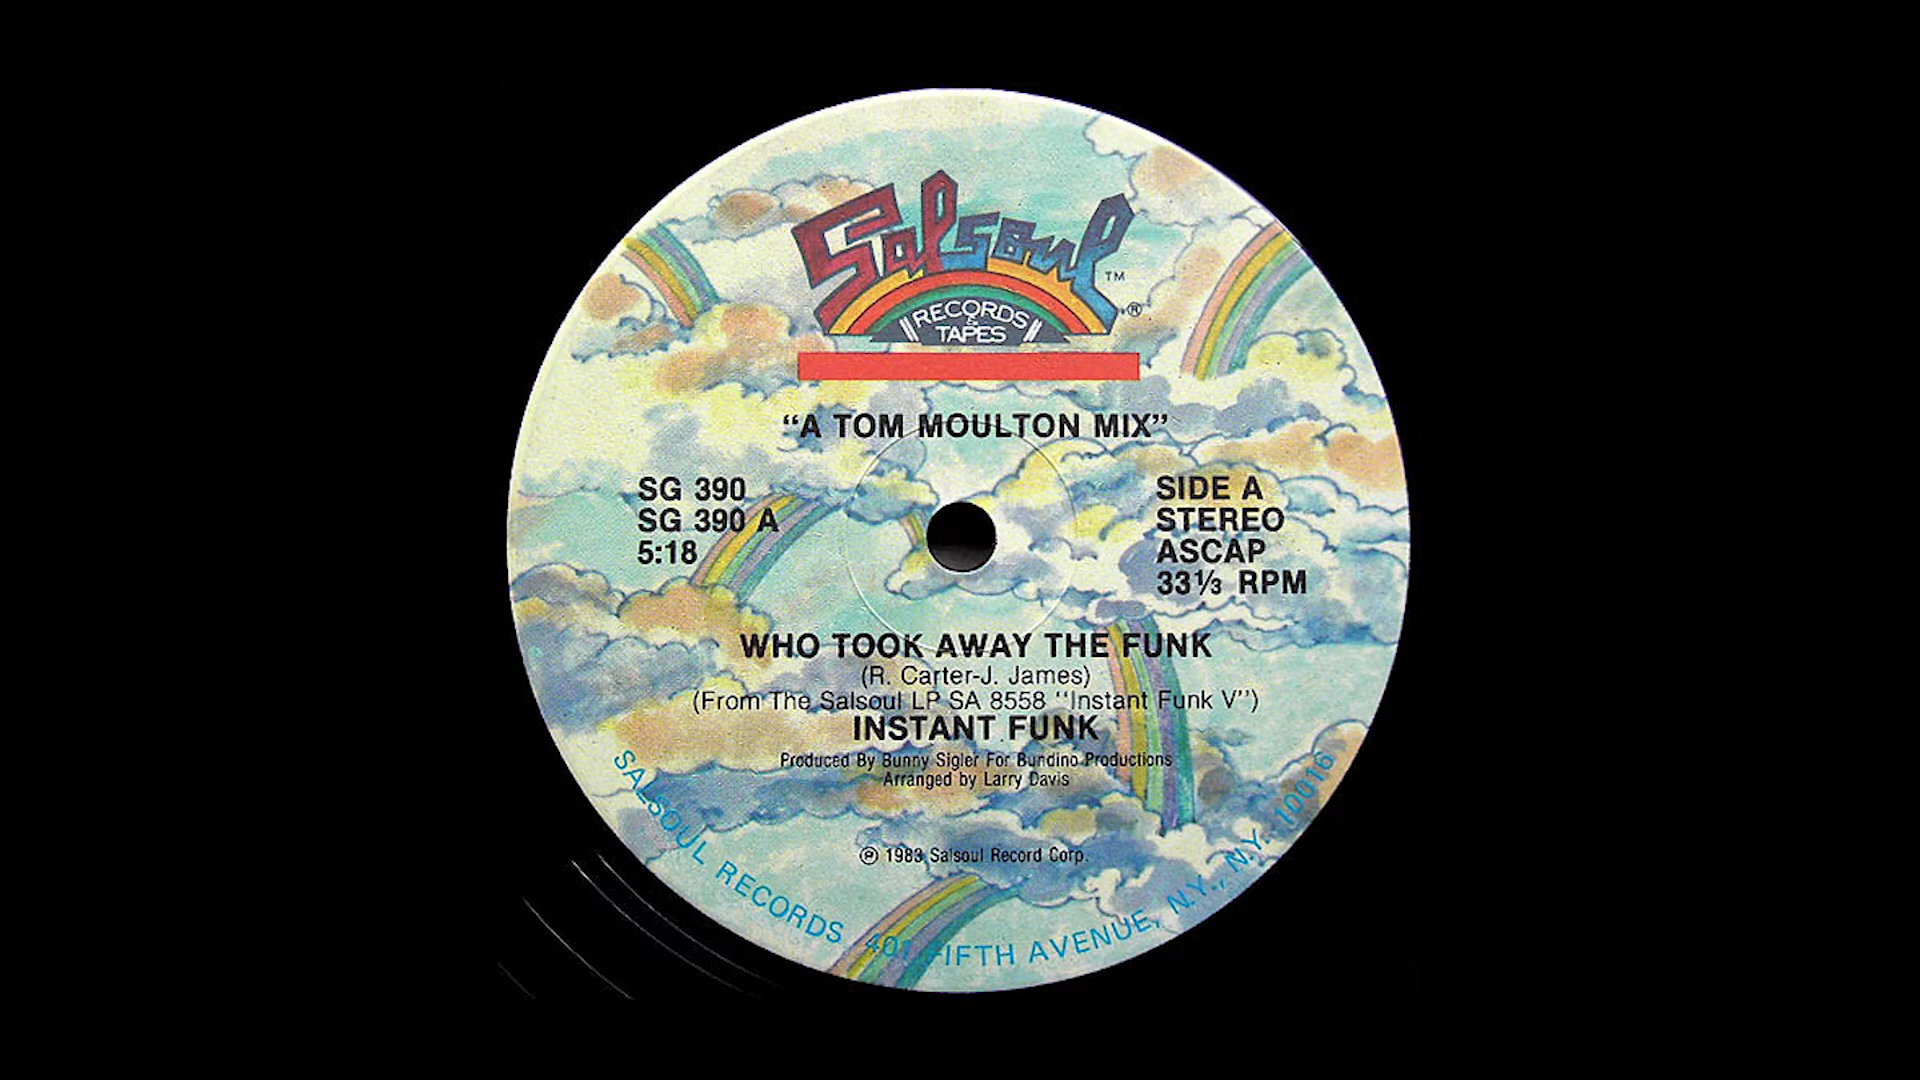 Salsoul ™ ®
RECORDS
&
TAPES
“A TOM MOULTON MIX”
SG 390
SG 390 A
5:18
SIDE A
STEREO
ASCAP
33⅓ RPM
WHO TOOK AWAY THE FUNK
(R. Carter-J. James)
(From The Salsoul LP SA 8558 “Instant Funk V”)
INSTANT FUNK
Produced By Bunny Sigler For Bundino Productions
Arranged by Larry Davis
℗ 1983 Salsoul Record Corp.
SALSOUL RECORDS 401 FIFTH AVENUE, N.Y., N.Y. 10016